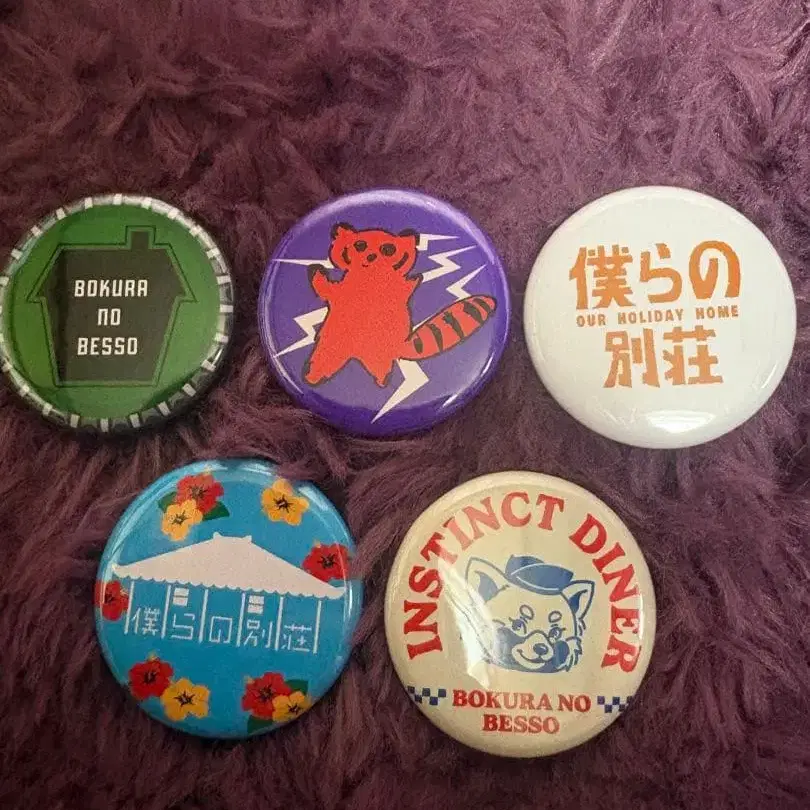 BOKURA
NO
BESSO
僕らの
OUR HOLIDAY HOME
別荘
僕らの別荘
INSTINCT DINER
BOKURA NO
BESSO